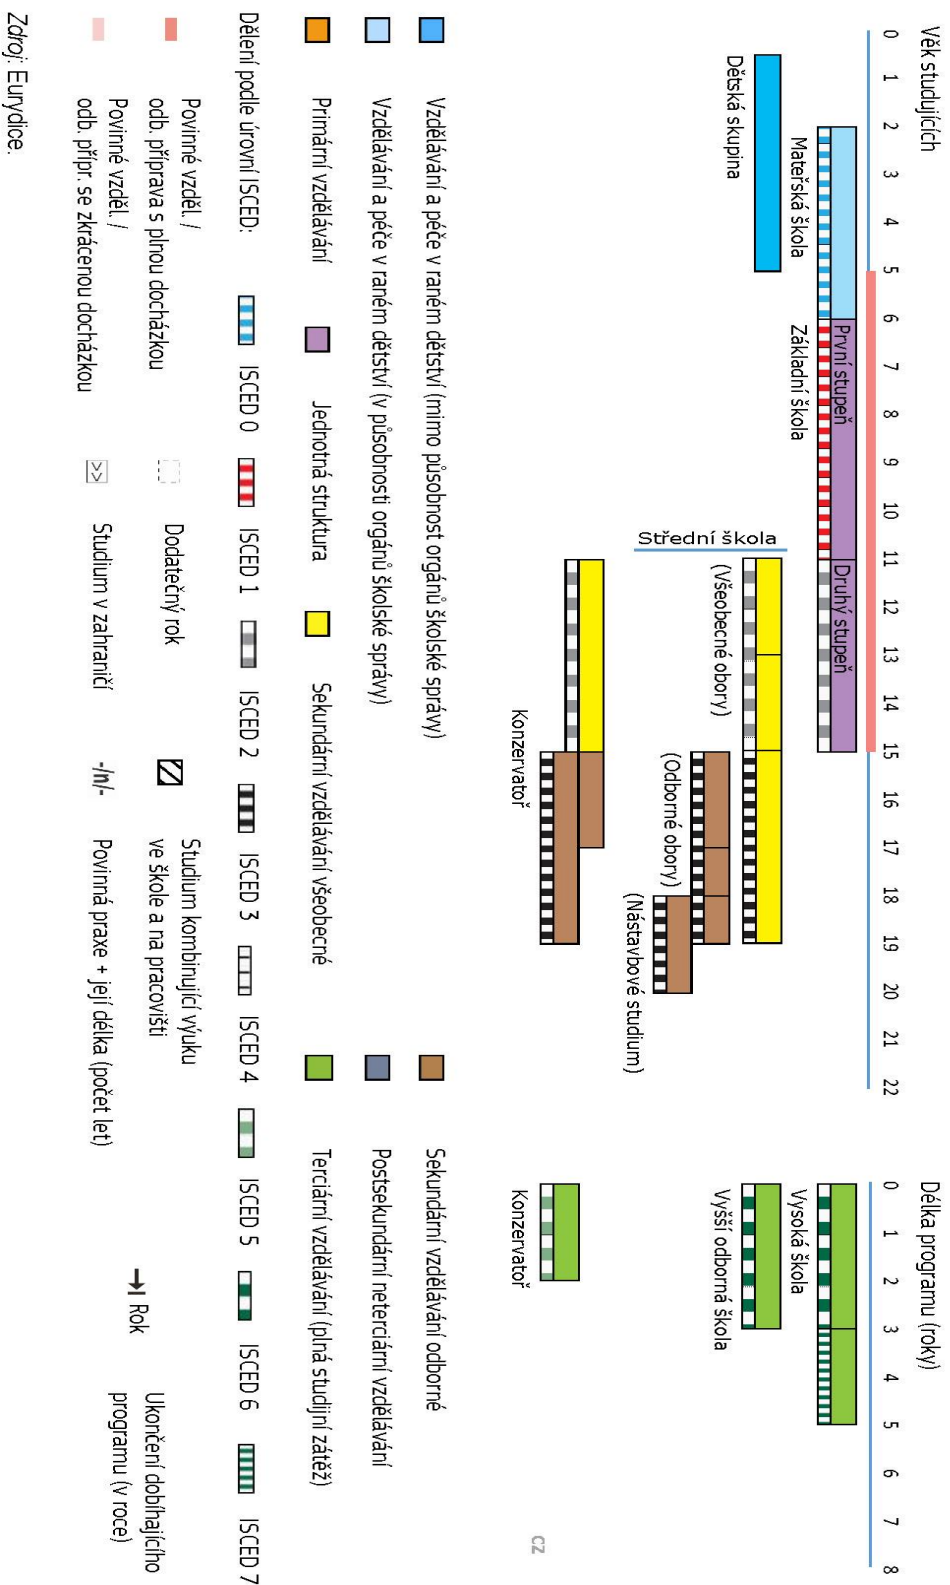 Věk studujících
Délka programu (roky)
0 1 2 3 4 5 6 7 8 9 10 11 12 13 14 15 16 17 18 19 20 21 22
0 1 2 3 4 5 6 7 8
První stupeň
Druhý stupeň
Mateřská škola
Základní škola
Vysoká škola
Dětská skupina
Střední škola
(Všeobecné obory)
Vyšší odborná škola
(Odborné obory)
(Nástavbové studium)
Konzervatoř
Konzervatoř
CZ
Vzdělávání a péče v raném dětství (mimo působnost orgánů školské správy)
Sekundární vzdělávání odborné
Vzdělávání a péče v raném dětství (v působnosti orgánů školské správy)
Postsekundární neterciární vzdělávání
Primární vzdělávání
Jednotná struktura
Sekundární vzdělávání všeobecné
Terciární vzdělávání (plná studijní zátěž)
Dělení podle úrovní ISCED:
ISCED 0
ISCED 1
ISCED 2
ISCED 3
ISCED 4
ISCED 5
ISCED 6
ISCED 7
Povinné vzděl. /
odb. příprava s plnou docházkou
Dodatečný rok
Studium kombinující výuku
ve škole a na pracovišti
Rok
Ukončení dobíhajícího
programu (v roce)
Povinné vzděl. /
odb. přípr. se zkrácenou docházkou
>>
Studium v zahraničí
-/n/-
Povinná praxe + její délka (počet let)
Zdroj: Eurydice.